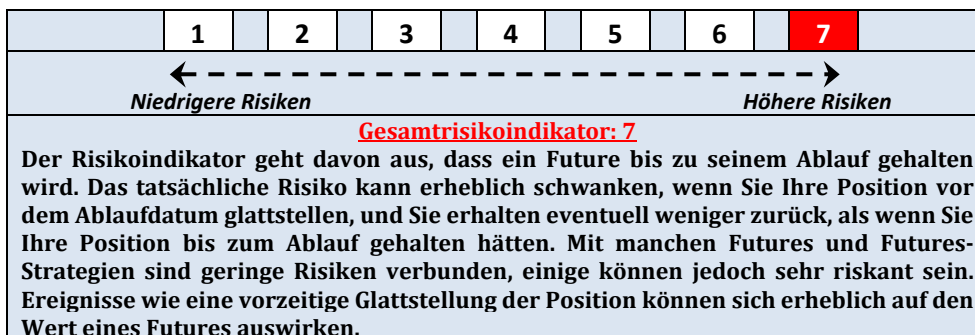 1 2 3 4 5 6 7
Niedrigere Risiken Höhere Risiken
Gesamtrisikoindikator: 7
Der Risikoindikator geht davon aus, dass ein Future bis zu seinem Ablauf gehalten
wird. Das tatsächliche Risiko kann erheblich schwanken, wenn Sie Ihre Position vor
dem Ablaufdatum glattstellen, und Sie erhalten eventuell weniger zurück, als wenn Sie
Ihre Position bis zum Ablauf gehalten hätten. Mit manchen Futures und Futures-
Strategien sind geringe Risiken verbunden, einige können jedoch sehr riskant sein.
Ereignisse wie eine vorzeitige Glattstellung der Position können sich erheblich auf den
Wert eines Futures auswirken.